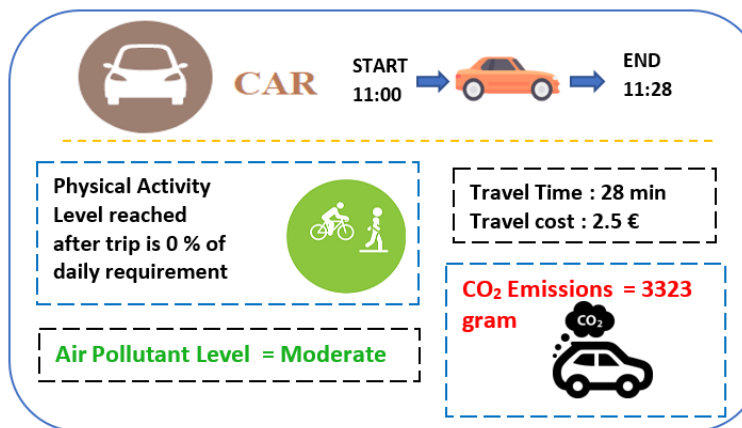 CAR
START
11:00
END
11:28
Physical Activity
Level reached
after trip is 0 % of
daily requirement
Travel Time : 28 min
Travel cost : 2.5 €
Air Pollutant Level = Moderate
CO₂ Emissions = 3323
gram
CO₂